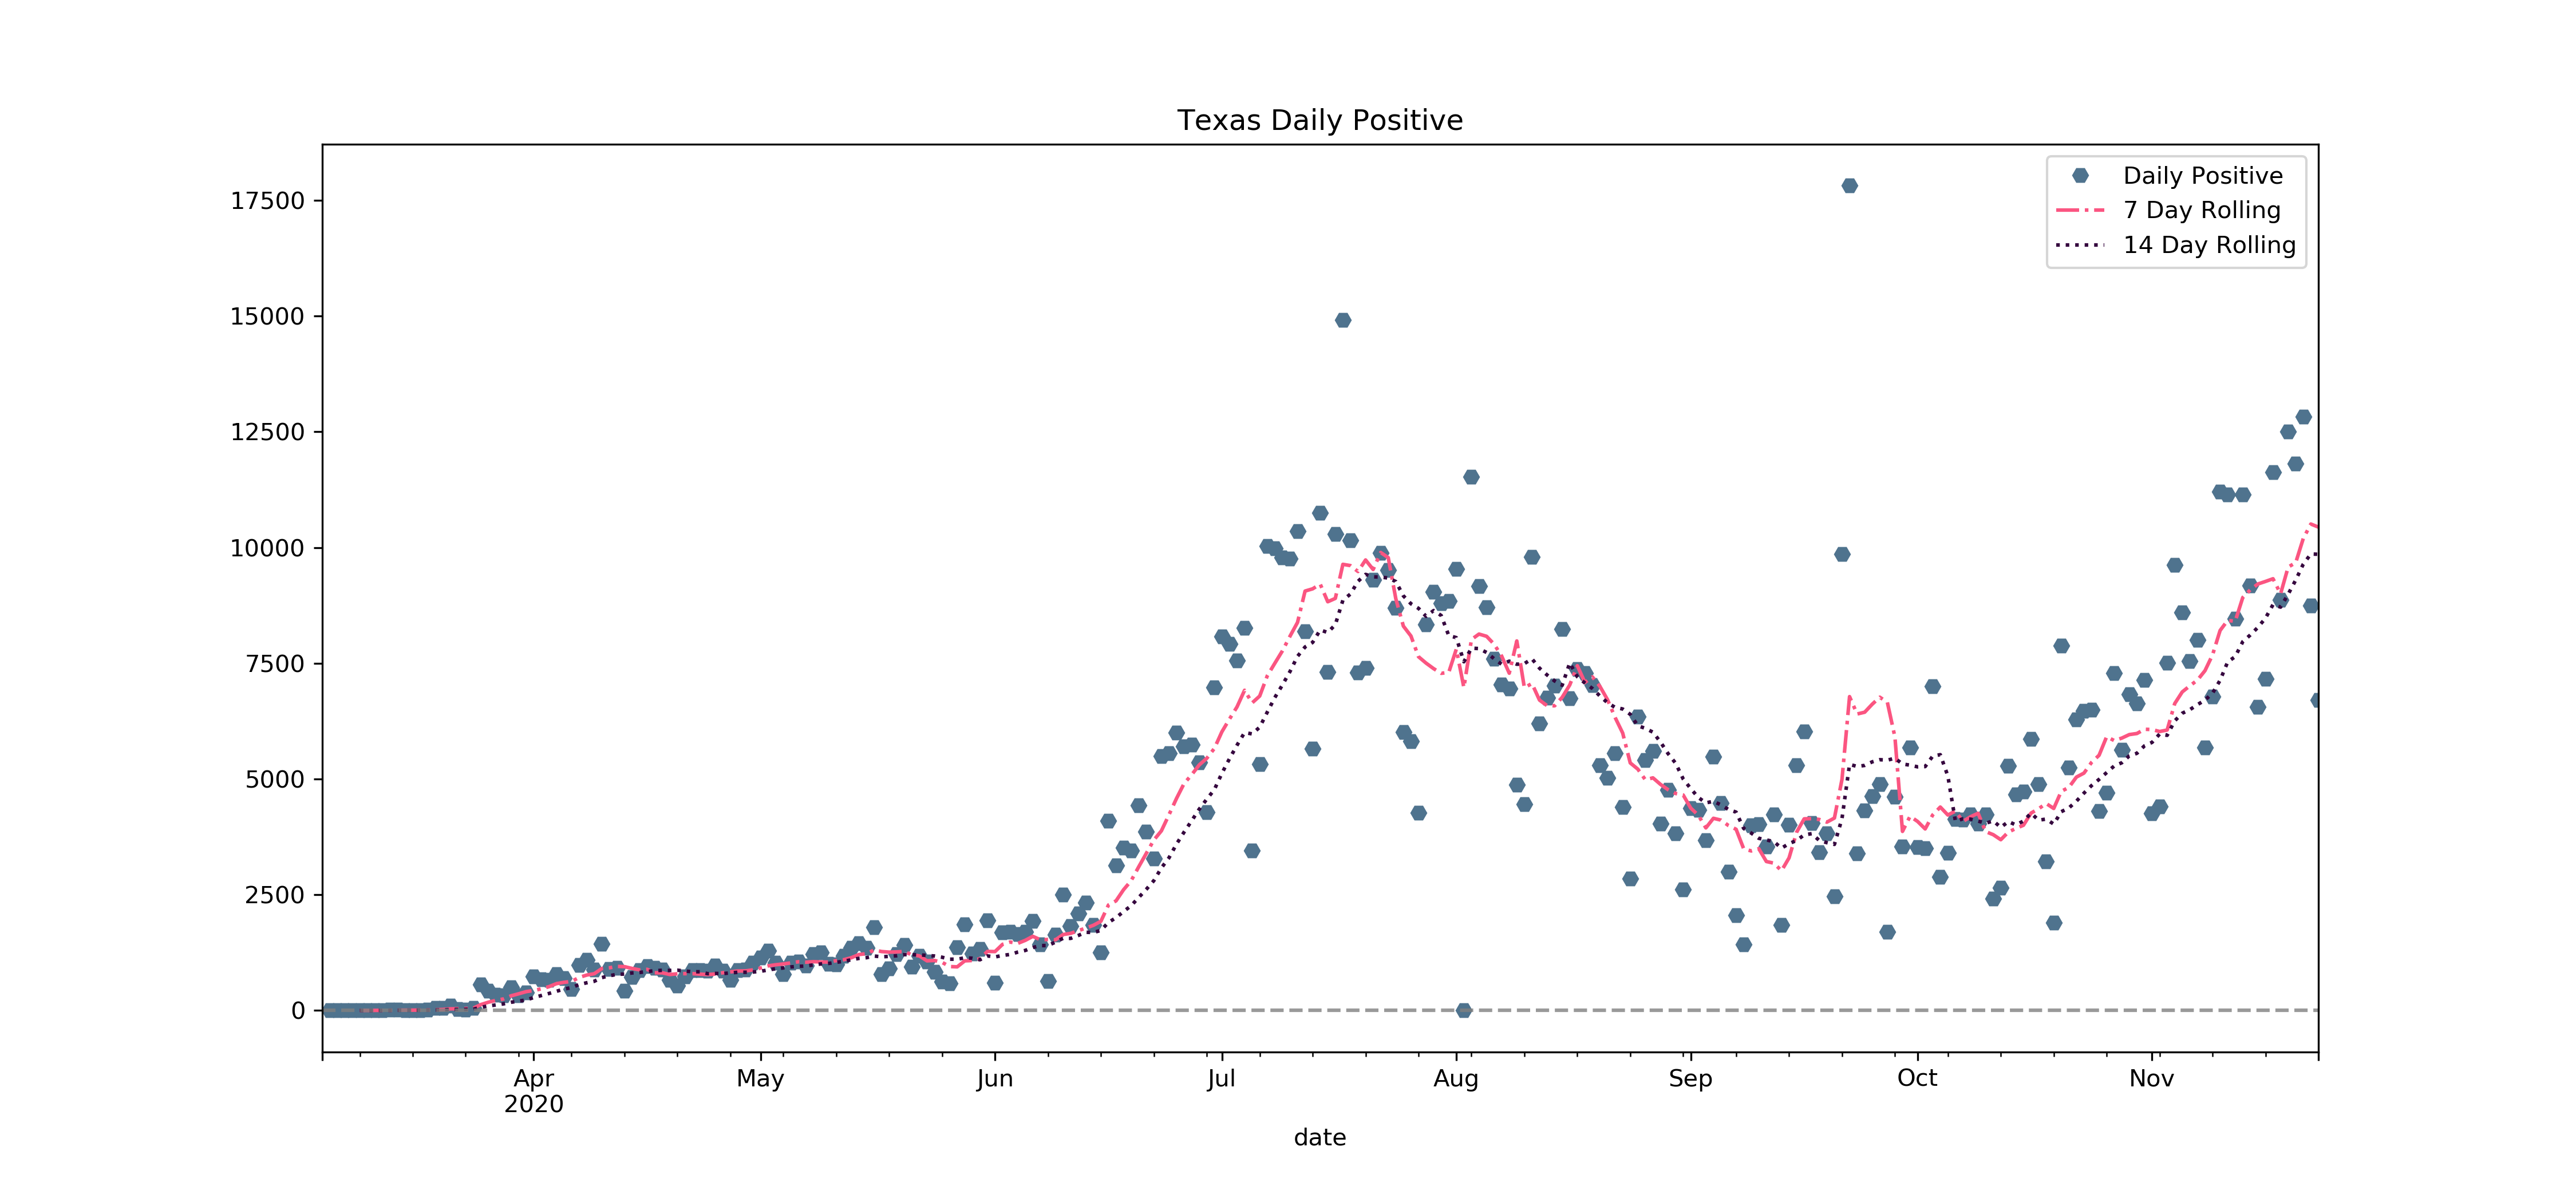 Texas Daily Positive
17500
15000
12500
10000
7500
5000
2500
0
Daily Positive
7 Day Rolling
14 Day Rolling
Apr May Jun Jul Aug Sep Oct Nov
2020
date